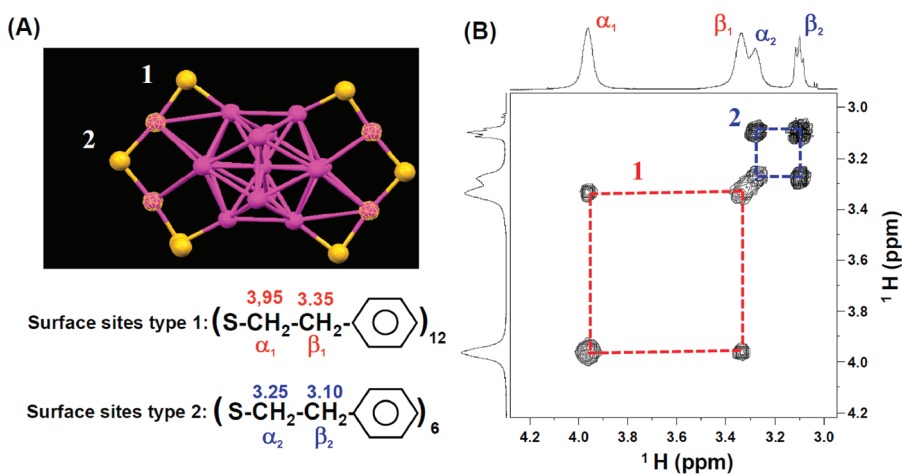 (A)
1
2
3,95 3.35
Surface sites type 1: (S-CH₂-CH₂- )₁₂
α₁ β₁
3.25 3.10
Surface sites type 2: (S-CH₂-CH₂- )₆
α₂ β₂
(B)
α₁ β₁ α₂ β₂
2
1
3.0
3.2
3.4
3.6
3.8
4.0
4.2
¹H (ppm)
4.2 4.0 3.8 3.6 3.4 3.2 3.0
¹H (ppm)